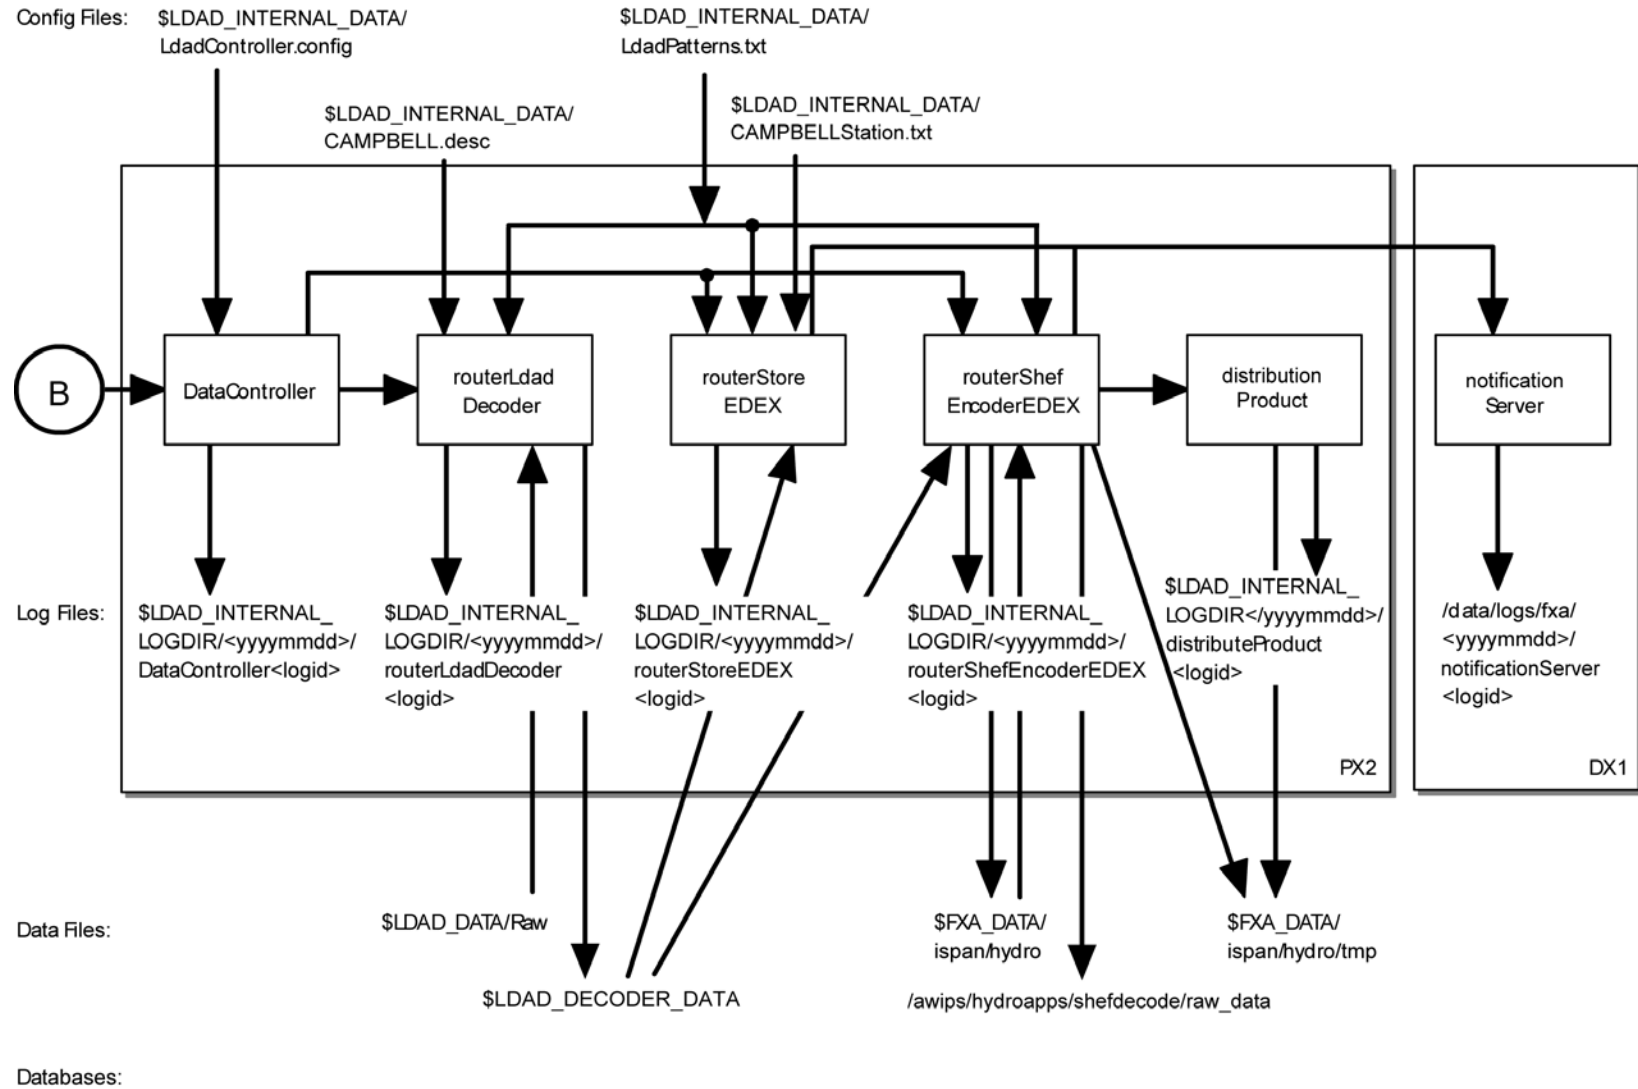 Config Files:
$LDAD_INTERNAL_DATA/
LdadController.config
$LDAD_INTERNAL_DATA/
LdadPatterns.txt
$LDAD_INTERNAL_DATA/
CAMPBELL.desc
$LDAD_INTERNAL_DATA/
CAMPBELLStation.txt
B
DataController
routerLdad
Decoder
routerStore
EDEX
routerShef
EncoderEDEX
distribution
Product
notification
Server
Log Files:
$LDAD_INTERNAL_
LOGDIR/<yyyymmdd>/
DataController<logid>
$LDAD_INTERNAL_
LOGDIR/<yyyymmdd>/
routerLdadDecoder
<logid>
$LDAD_INTERNAL_
LOGDIR/<yyyymmdd>/
routerStoreEDEX
<logid>
$LDAD_INTERNAL_
LOGDIR/<yyyymmdd>/
routerShefEncoderEDEX
<logid>
$LDAD_INTERNAL_
LOGDIR</yyyymmdd>/
distributeProduct
<logid>
/data/logs/fxa/
<yyyymmdd>/
notificationServer
<logid>
PX2
DX1
Data Files:
$LDAD_DATA/Raw
$LDAD_DECODER_DATA
$FXA_DATA/
ispan/hydro
$FXA_DATA/
ispan/hydro/tmp
/awips/hydroapps/shefdecode/raw_data
Databases: